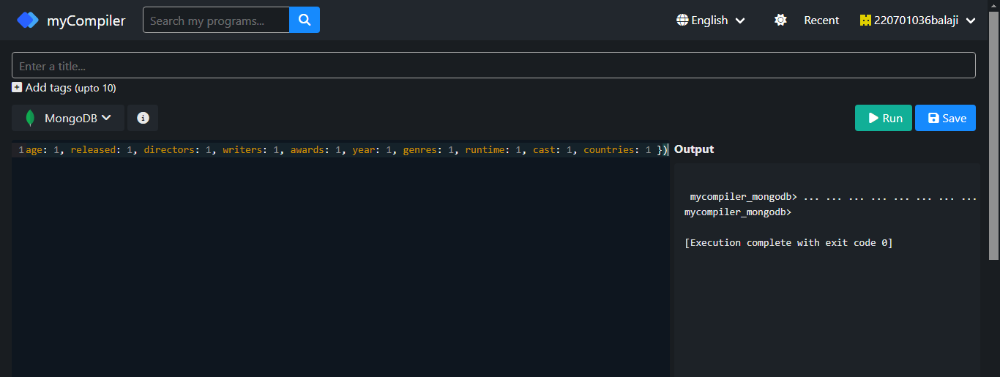 myCompiler
Search my programs...
English
Recent
220701036balaji
Enter a title...
Add tags (upto 10)
MongoDB
Run
Save
1age: 1, released: 1, directors: 1, writers: 1, awards: 1, year: 1, genres: 1, runtime: 1, cast: 1, countries: 1 })
Output
mycompiler_mongodb> ... ... ... ... ... ... ... ...
mycompiler_mongodb>
[Execution complete with exit code 0]